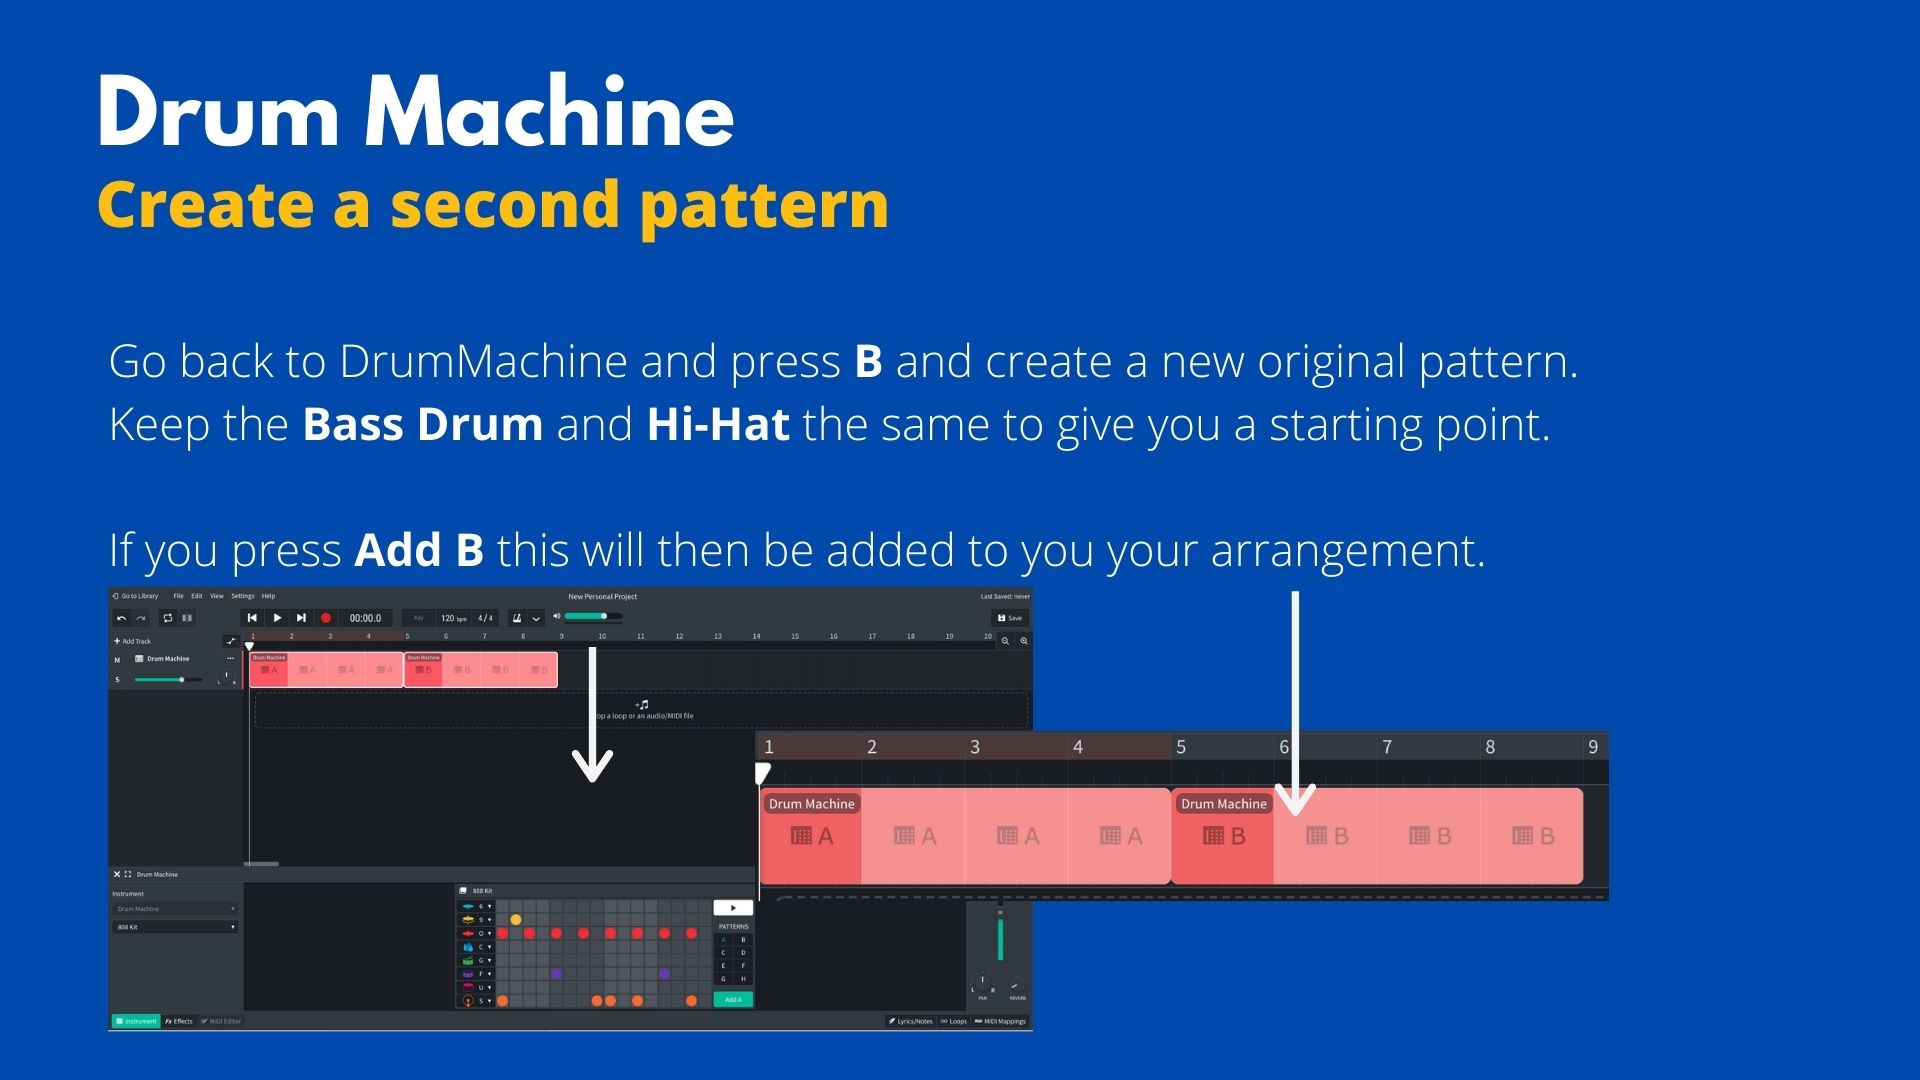 Drum Machine
Create a second pattern
Go back to DrumMachine and press B and create a new original pattern.
Keep the Bass Drum and Hi-Hat the same to give you a starting point.
If you press Add B this will then be added to you your arrangement.
Go to Library File Edit View Settings Help New Personal Project Last Saved: never
00:00.0 Key 120 bpm 4/4 Save
+ Add Track 1 2 3 4 5 6 7 8 9 10 11 12 13 14 15 16 17 18 19 20
M Drum Machine Drum Machine Drum Machine
A A A A B B B B
S L R
op a loop or an audio/MIDI file
1 2 3 4 5 6 7 8 9
Drum Machine Drum Machine
A A A A B B B B
Drum Machine
Instrument 808 Kit
Drum Machine 6
9
808 Kit PATTERNS
O A B
C C D
G E F
F G H
U
S Add A
L R
PAN REVERB
Instrument Fx Effects MIDI Editor Lyrics/Notes Loops MIDI Mappings